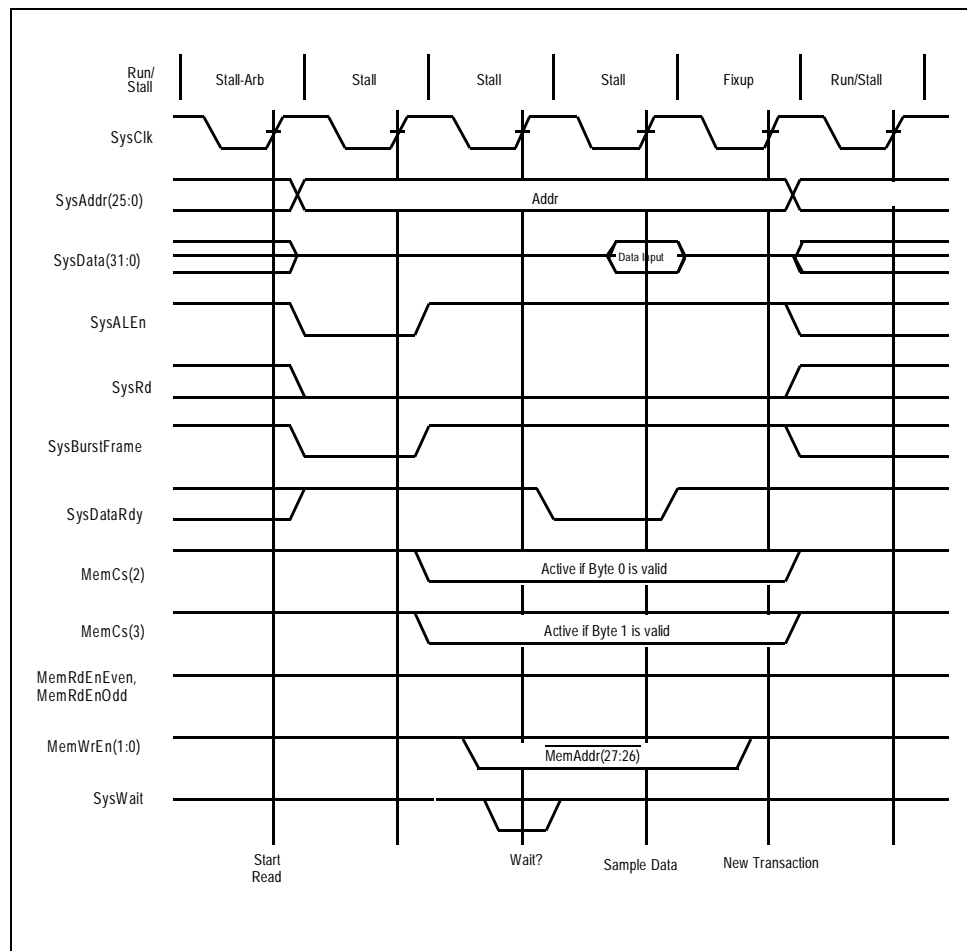 Run/
Stall
Stall-Arb
Stall
Stall
Stall
Fixup
Run/Stall
SysClk
SysAddr(25:0)
Addr
SysData(31:0)
Data Input
SysALEn
SysRd
SysBurstFrame
SysDataRdy
MemCs(2)
Active if Byte 0 is valid
MemCs(3)
Active if Byte 1 is valid
MemRdEnEven,
MemRdEnOdd
MemWrEn(1:0)
MemAddr(27:26)
SysWait
Start
Read
Wait?
Sample Data
New Transaction